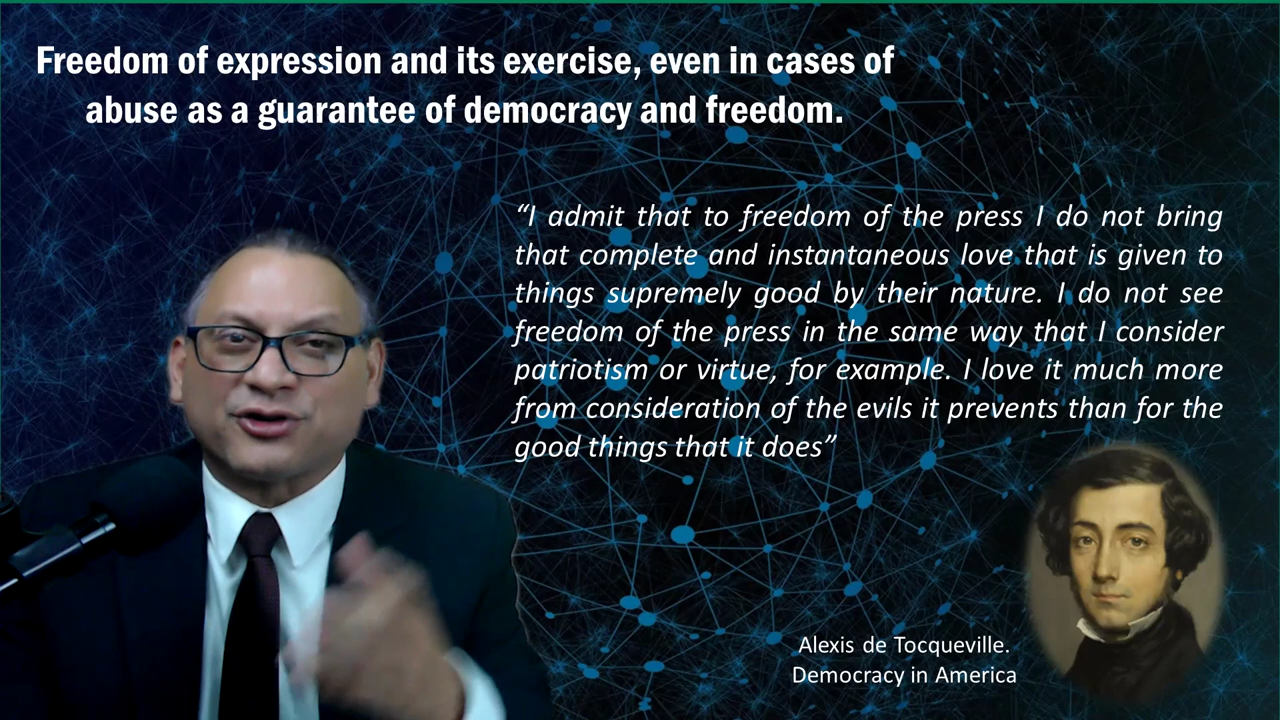 Freedom of expression and its exercise, even in cases of
abuse as a guarantee of democracy and freedom.
“I admit that to freedom of the press I do not bring
that complete and instantaneous love that is given to
things supremely good by their nature. I do not see
freedom of the press in the same way that I consider
patriotism or virtue, for example. I love it much more
from consideration of the evils it prevents than for the
good things that it does”
Alexis de Tocqueville.
Democracy in America